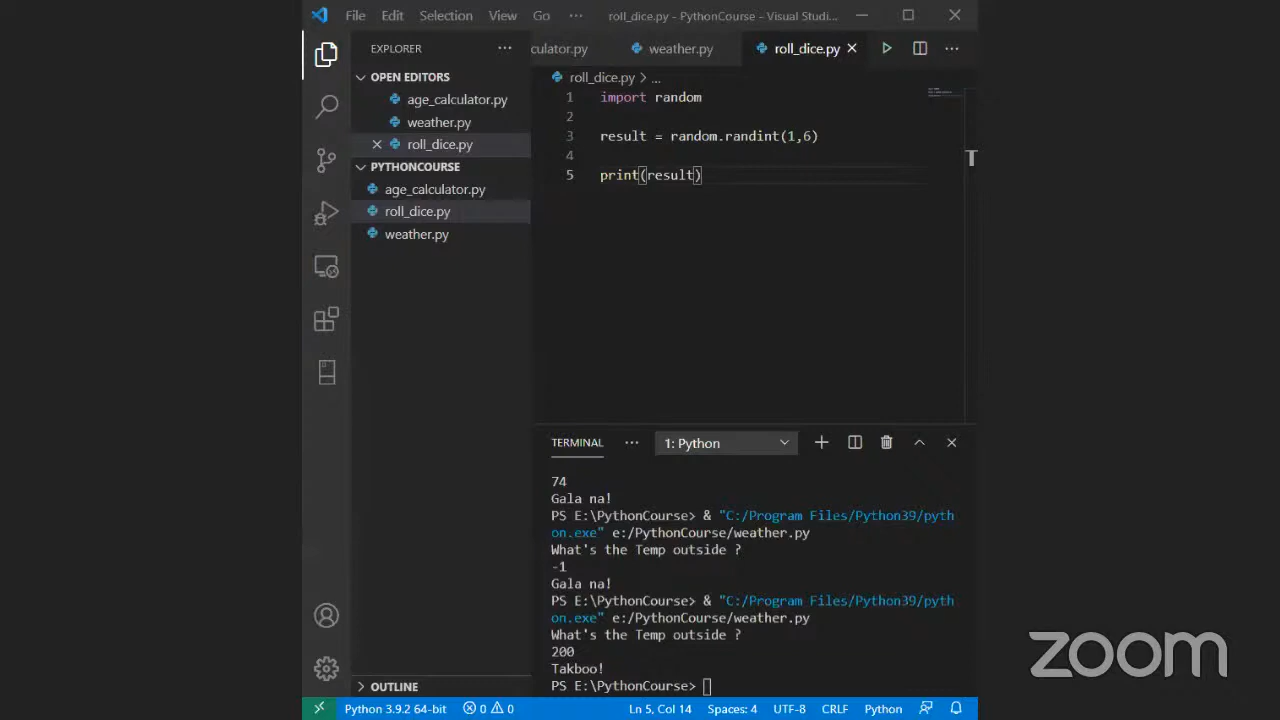 File Edit Selection View Go ··· roll_dice.py - PythonCourse - Visual Studi...
EXPLORER ···
culator.py weather.py roll_dice.py ···
OPEN EDITORS
age_calculator.py
weather.py
roll_dice.py
PYTHONCOURSE
age_calculator.py
roll_dice.py
weather.py
OUTLINE
roll_dice.py > ...
1 import random
2
3 result = random.randint(1,6)
4
5 print(result)
TERMINAL ··· 1: Python
74
Gala na!
PS E:\PythonCourse> & "C:/Program Files/Python39/pyth
on.exe" e:/PythonCourse/weather.py
What's the Temp outside ?
-1
Gala na!
PS E:\PythonCourse> & "C:/Program Files/Python39/pyth
on.exe" e:/PythonCourse/weather.py
What's the Temp outside ?
200
Takboo!
PS E:\PythonCourse>
Python 3.9.2 64-bit 0 0 Ln 5, Col 14 Spaces: 4 UTF-8 CRLF Python
zoom